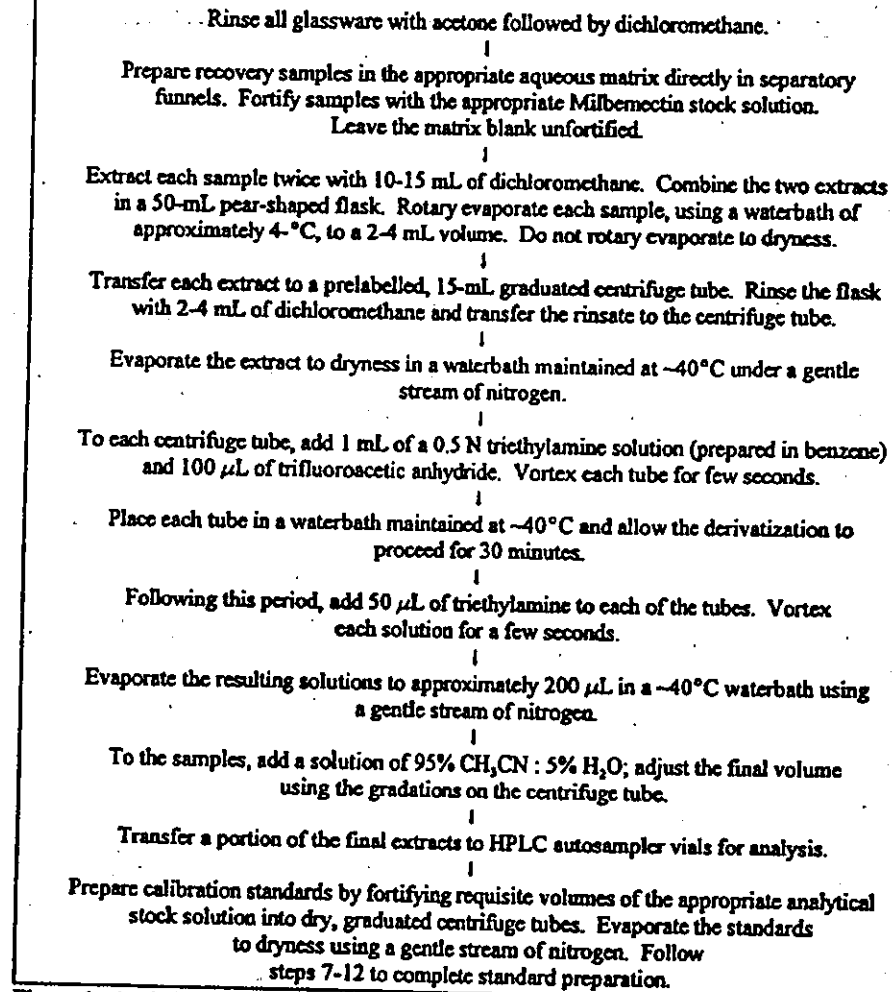 Rinse all glassware with acetone followed by dichloromethane.
Prepare recovery samples in the appropriate aqueous matrix directly in separatory
funnels. Fortify samples with the appropriate Milbemectin stock solution.
Leave the matrix blank unfortified.
Extract each sample twice with 10-15 mL of dichloromethane. Combine the two extracts
in a 50-mL pear-shaped flask. Rotary evaporate each sample, using a waterbath of
approximately 4-°C, to a 2-4 mL volume. Do not rotary evaporate to dryness.
Transfer each extract to a prelabelled, 15-mL graduated centrifuge tube. Rinse the flask
with 2-4 mL of dichloromethane and transfer the rinsate to the centrifuge tube.
Evaporate the extract to dryness in a waterbath maintained at ~40°C under a gentle
stream of nitrogen.
To each centrifuge tube, add 1 mL of a 0.5 N triethylamine solution (prepared in benzene)
and 100 μL of trifluoroacetic anhydride. Vortex each tube for few seconds.
Place each tube in a waterbath maintained at ~40°C and allow the derivatization to
proceed for 30 minutes.
Following this period, add 50 μL of triethylamine to each of the tubes. Vortex
each solution for a few seconds.
Evaporate the resulting solutions to approximately 200 μL in a ~40°C waterbath using
a gentle stream of nitrogen.
To the samples, add a solution of 95% CH₃CN : 5% H₂O; adjust the final volume
using the gradations on the centrifuge tube.
Transfer a portion of the final extracts to HPLC autosampler vials for analysis.
Prepare calibration standards by fortifying requisite volumes of the appropriate analytical
stock solution into dry, graduated centrifuge tubes. Evaporate the standards
to dryness using a gentle stream of nitrogen. Follow
steps 7-12 to complete standard preparation.